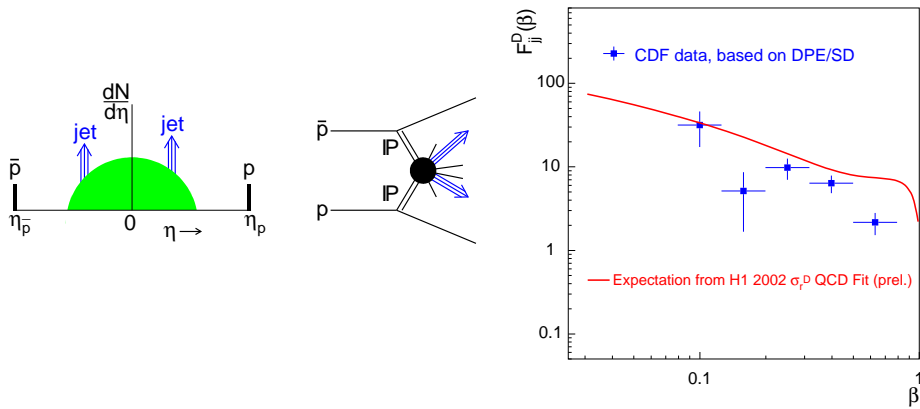 dN
dη
jet
jet
p̅
p
η_p̅
0
η →
η_p
p̅
IP
IP
p
F_jj^D(β)
CDF data, based on DPE/SD
Expectation from H1 2002 σ_r^D QCD Fit (prel.)
100
10
1
0.1
0.1
1
β